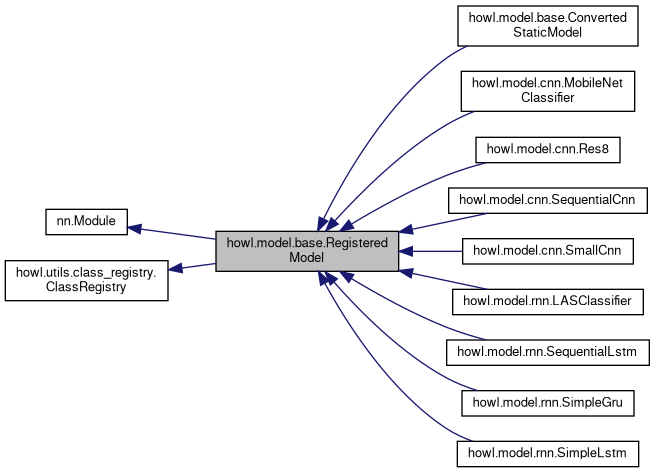 howl.model.base.Converted
StaticModel
howl.model.cnn.MobileNet
Classifier
howl.model.cnn.Res8
howl.model.cnn.SequentialCnn
nn.Module
howl.model.base.Registered
Model
howl.model.cnn.SmallCnn
howl.utils.class_registry.
ClassRegistry
howl.model.rnn.LASClassifier
howl.model.rnn.SequentialLstm
howl.model.rnn.SimpleGru
howl.model.rnn.SimpleLstm